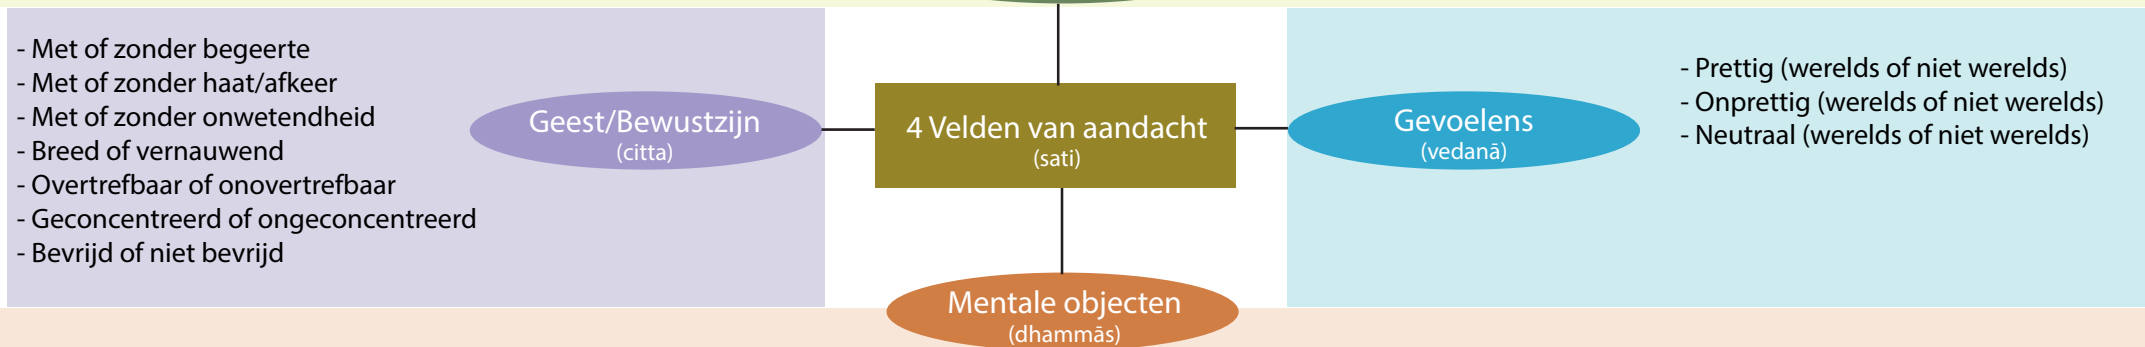 - Met of zonder begeerte
- Met of zonder haat/afkeer
- Met of zonder onwetendheid
- Breed of vernauwend
- Overtrefbaar of onovertrefbaar
- Geconcentreerd of ongeconcentreerd
- Bevrijd of niet bevrijd
Geest/Bewustzijn
(citta)
4 Velden van aandacht
(sati)
Gevoelens
(vedanā)
- Prettig (werelds of niet werelds)
- Onprettig (werelds of niet werelds)
- Neutraal (werelds of niet werelds)
Mentale objecten
(dhammās)